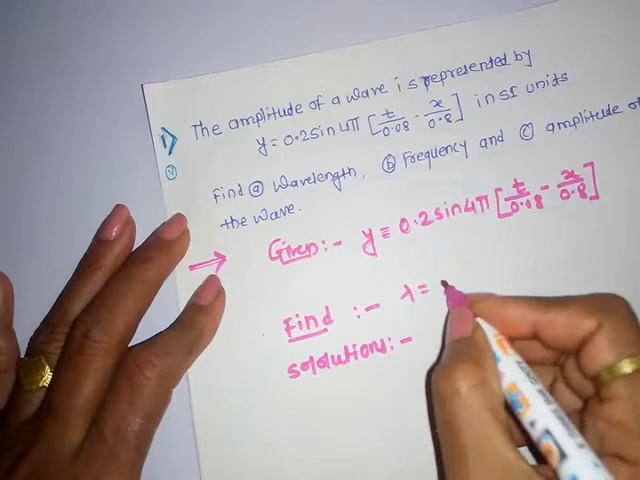 1) The amplitude of a wave is represented by
y = 0.2 sin 4π [t/0.08 - x/0.8] in SI units
Find ⓐ wavelength, ⓑ Frequency and ⓒ amplitude of
the wave.
Given :- y = 0.2 sin 4π [t/0.08 - x/0.8]
Find :- λ =
Solutions :-